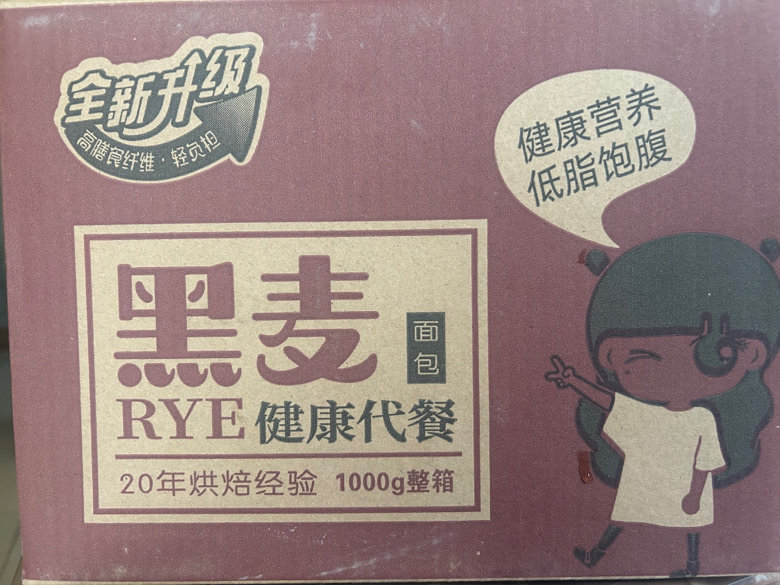 全新升级
高膳食纤维·轻负担
健康营养
低脂饱腹
黑麦
面包
RYE 健康代餐
20年烘焙经验 1000g整箱